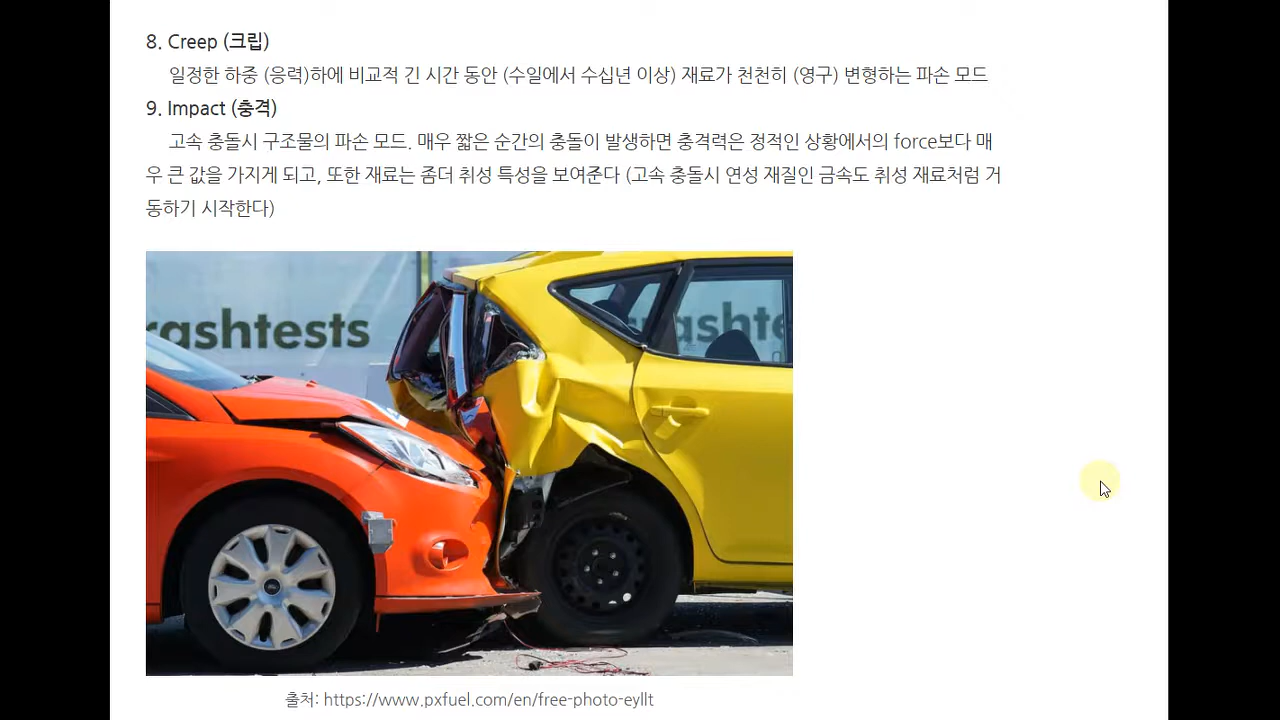 8. Creep (크립)
일정한 하중 (응력)하에 비교적 긴 시간 동안 (수일에서 수십년 이상) 재료가 천천히 (영구) 변형하는 파손 모드
9. Impact (충격)
고속 충돌시 구조물의 파손 모드. 매우 짧은 순간의 충돌이 발생하면 충격력은 정적인 상황에서의 force보다 매
우 큰 값을 가지게 되고, 또한 재료는 좀더 취성 특성을 보여준다 (고속 충돌시 연성 재질인 금속도 취성 재료처럼 거
동하기 시작한다)
rashtests
ashte
출처: https://www.pxfuel.com/en/free-photo-eyllt